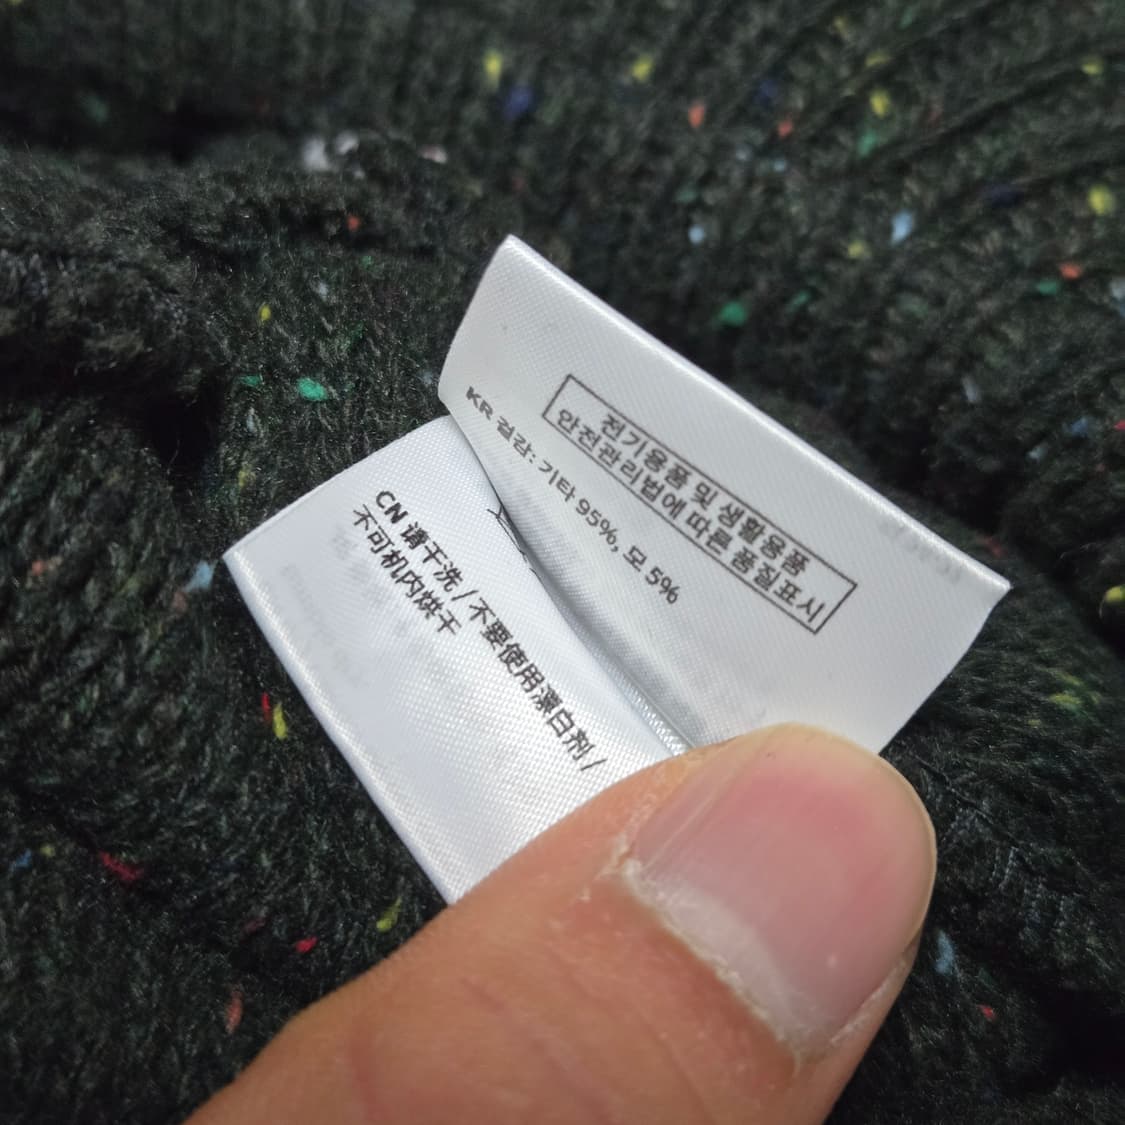 전기용품 및 생활용품
안전관리법에 따른 품질표시
KR 겉감: 기타 95%, 모 5%
CN 请干洗 / 不要使用漂白剂 /
不可机内烘干